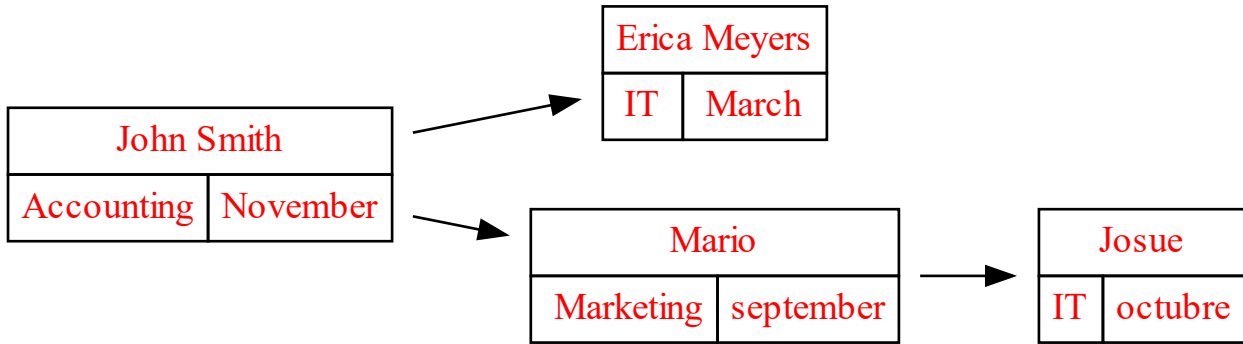 John Smith
Accounting November
Erica Meyers
IT March
Mario
Marketing september
Josue
IT octubre